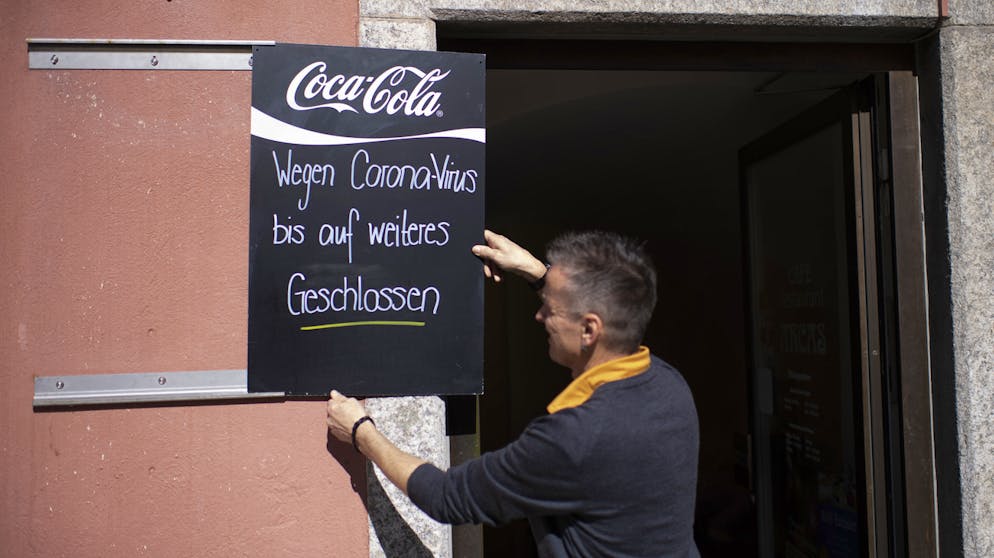 Coca-Cola
Wegen Corona-Virus
bis auf weiteres
Geschlossen